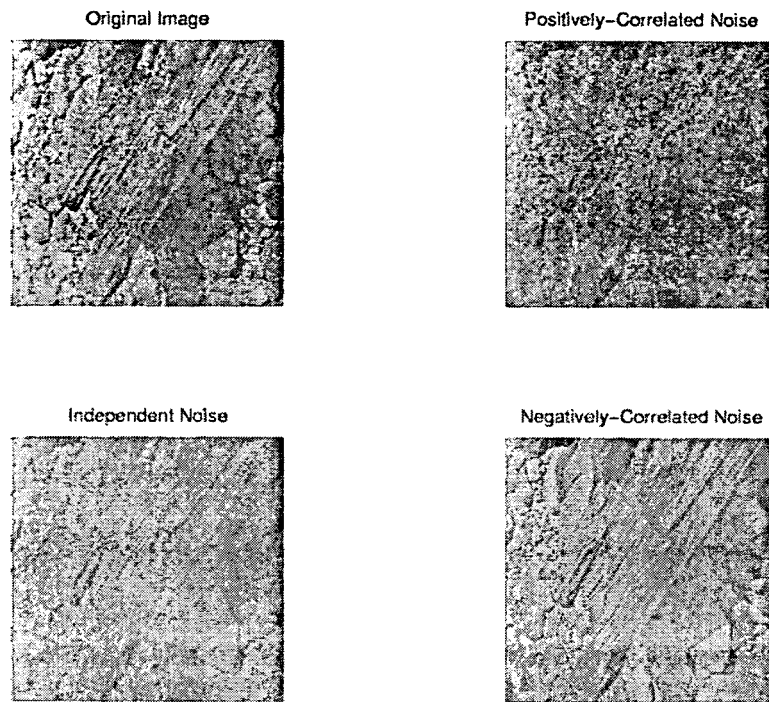 Original Image
Positively-Correlated Noise
Independent Noise
Negatively-Correlated Noise